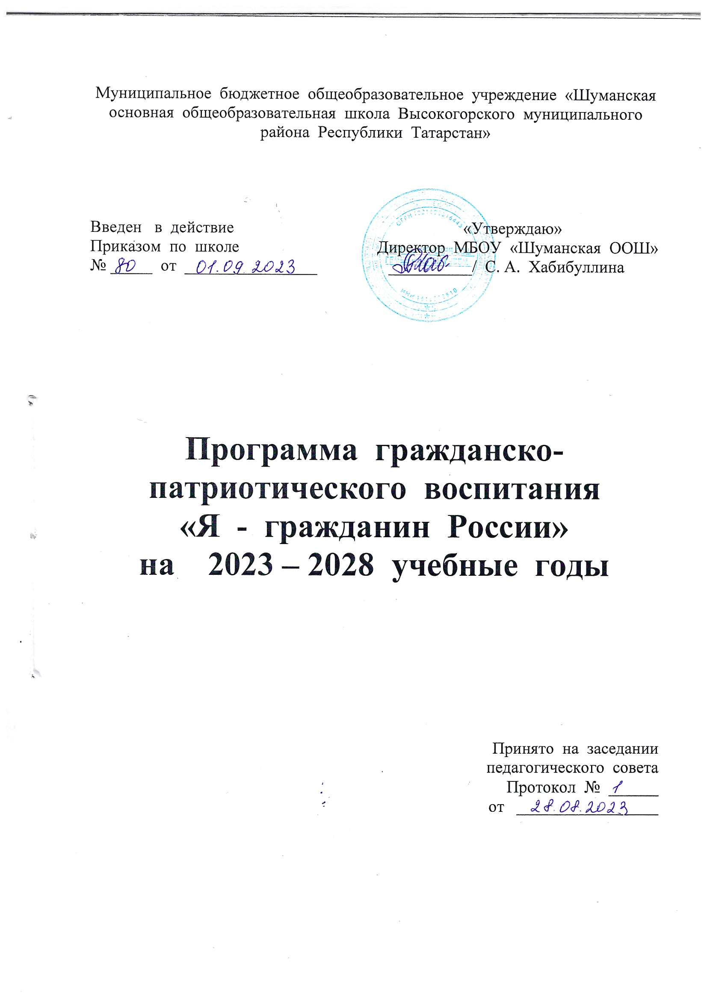 Муниципальное бюджетное общеобразовательное учреждение «Шуманская
основная общеобразовательная школа Высокогорского муниципального
района Республики Татарстан»
Введен в действие
Приказом по школе
№ 80 от 01.09.2023
«Утверждаю»
Директор МБОУ «Шуманская ООШ»
/ С. А. Хабибуллина
ОГРН
ИНН
Программа гражданско-
патриотического воспитания
«Я - гражданин России»
на 2023 – 2028 учебные годы
Принято на заседании
педагогического совета
Протокол № 1
от 28.08.2023